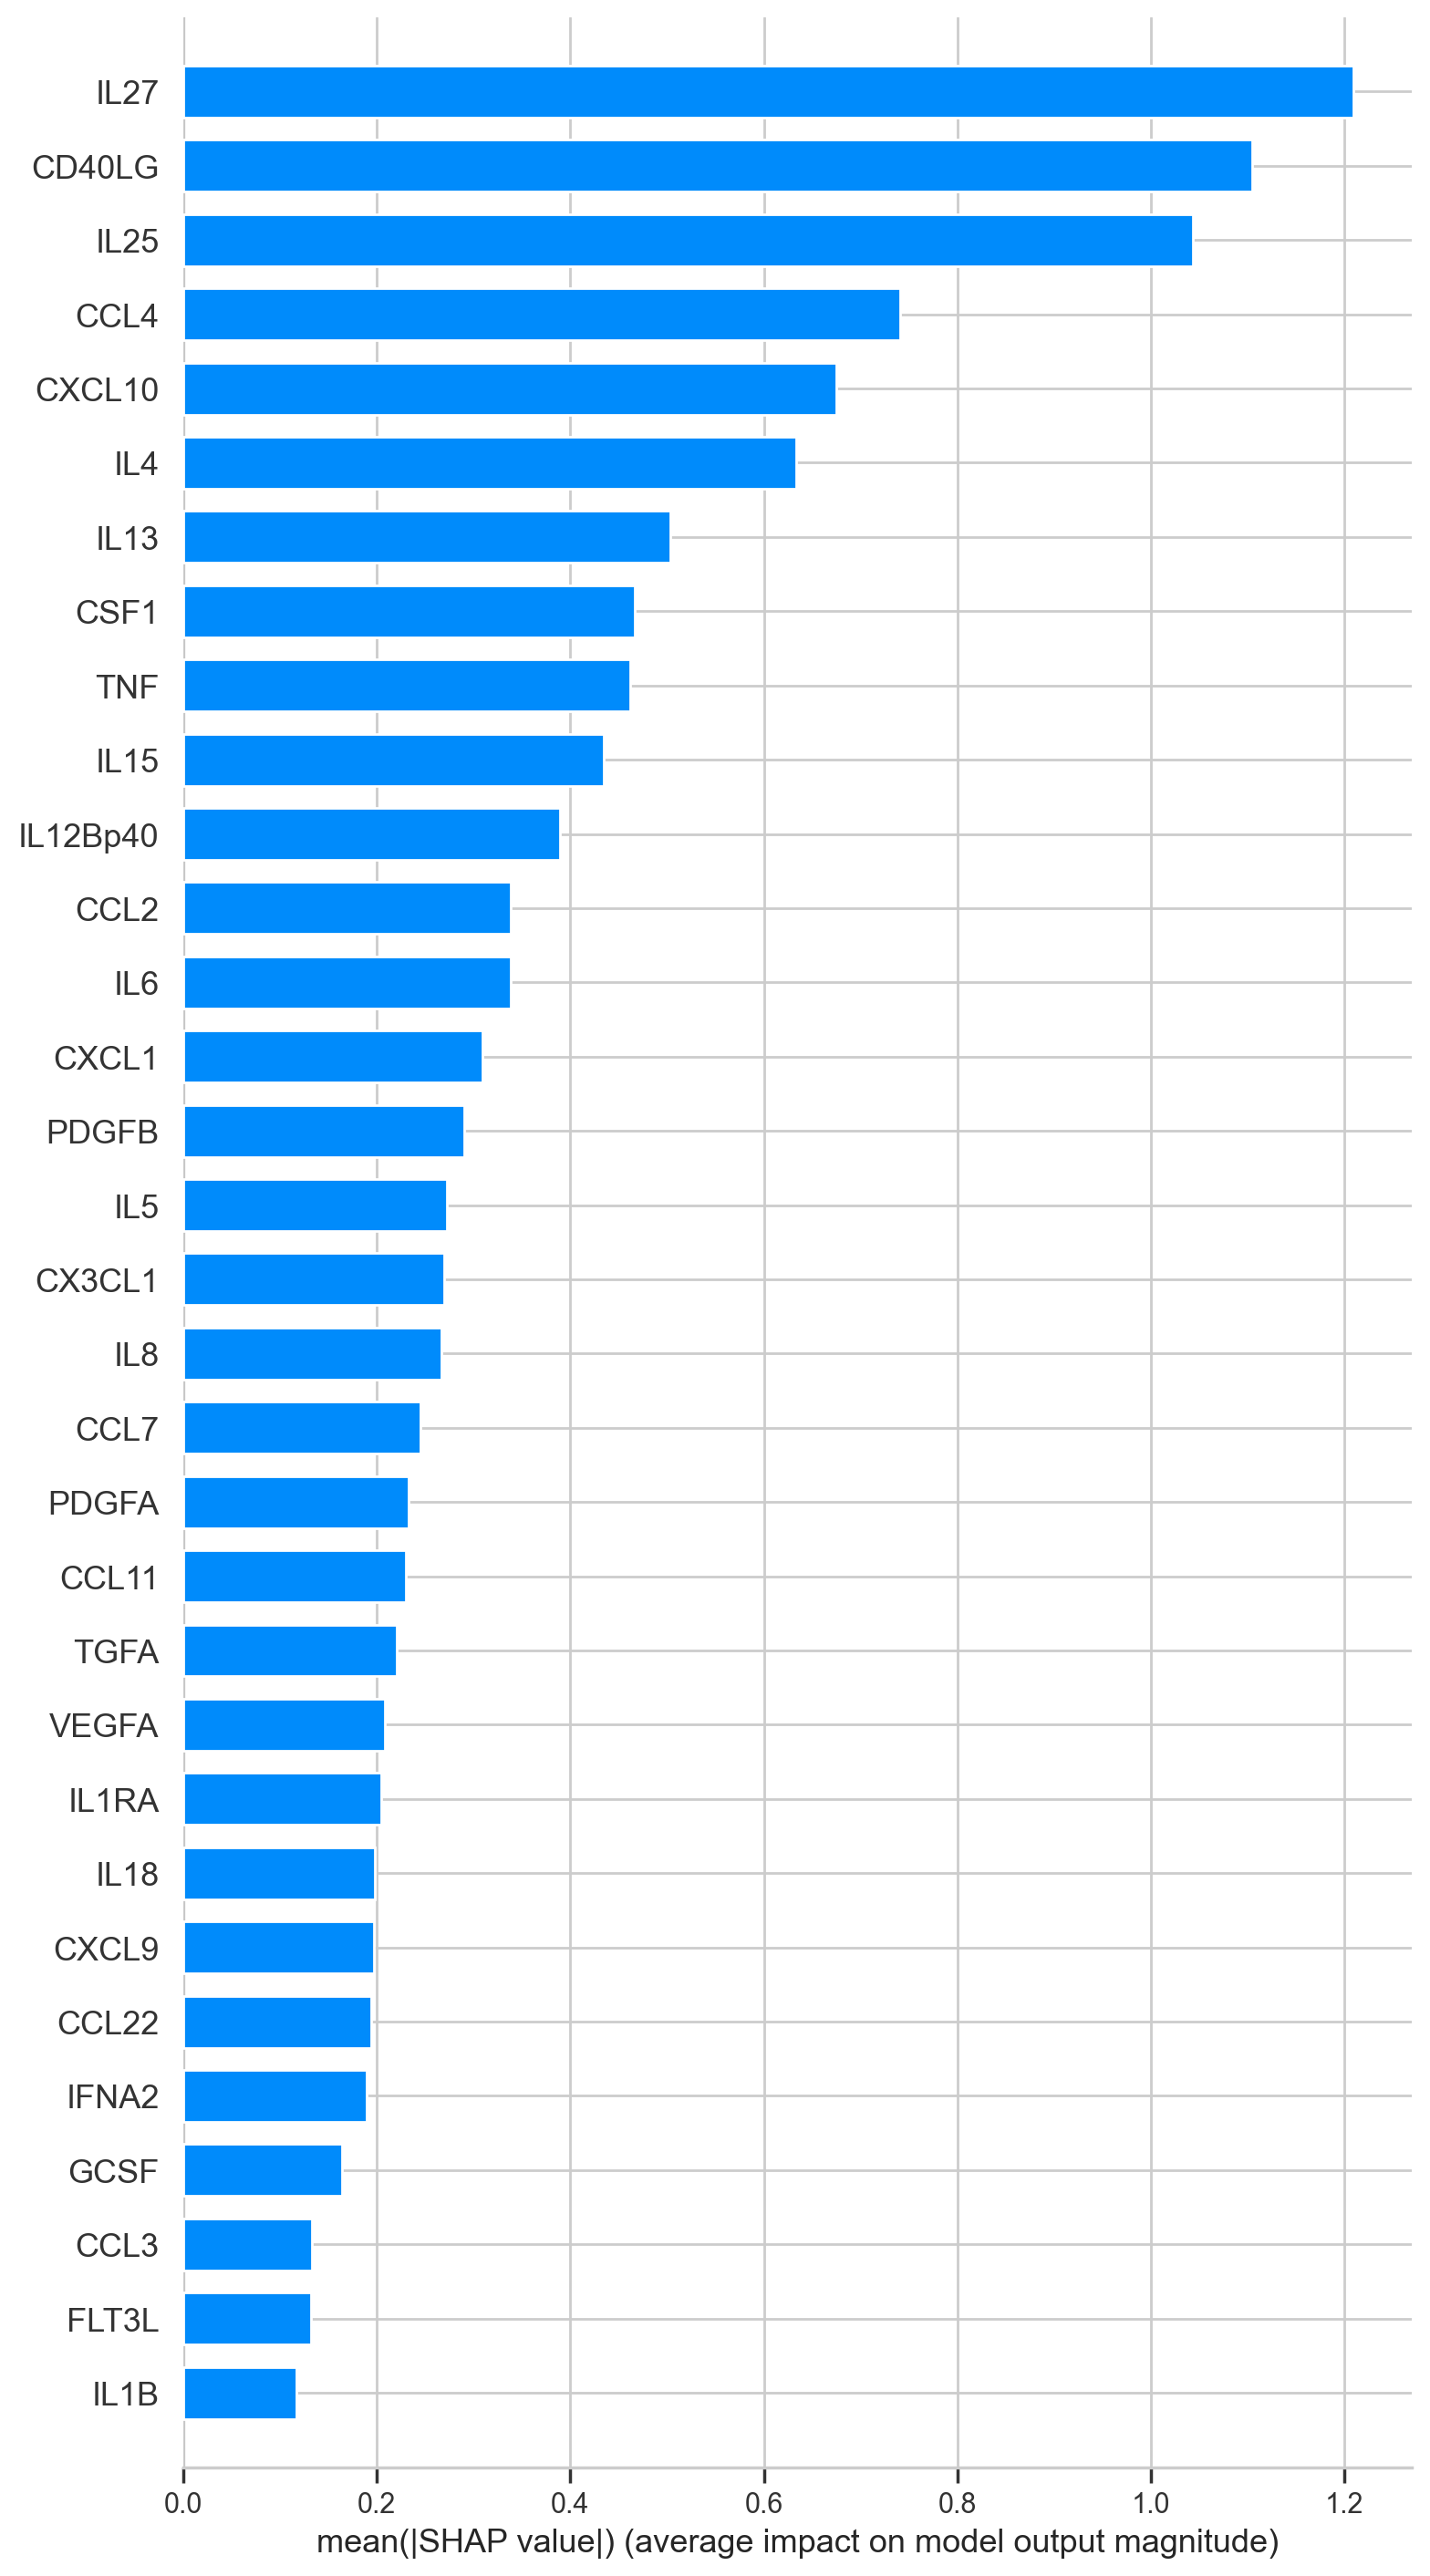 IL27
CD40LG
IL25
CCL4
CXCL10
IL4
IL13
CSF1
TNF
IL15
IL12Bp40
CCL2
IL6
CXCL1
PDGFB
IL5
CX3CL1
IL8
CCL7
PDGFA
CCL11
TGFA
VEGFA
IL1RA
IL18
CXCL9
CCL22
IFNA2
GCSF
CCL3
FLT3L
IL1B
0.0 0.2 0.4 0.6 0.8 1.0 1.2
mean(|SHAP value|) (average impact on model output magnitude)